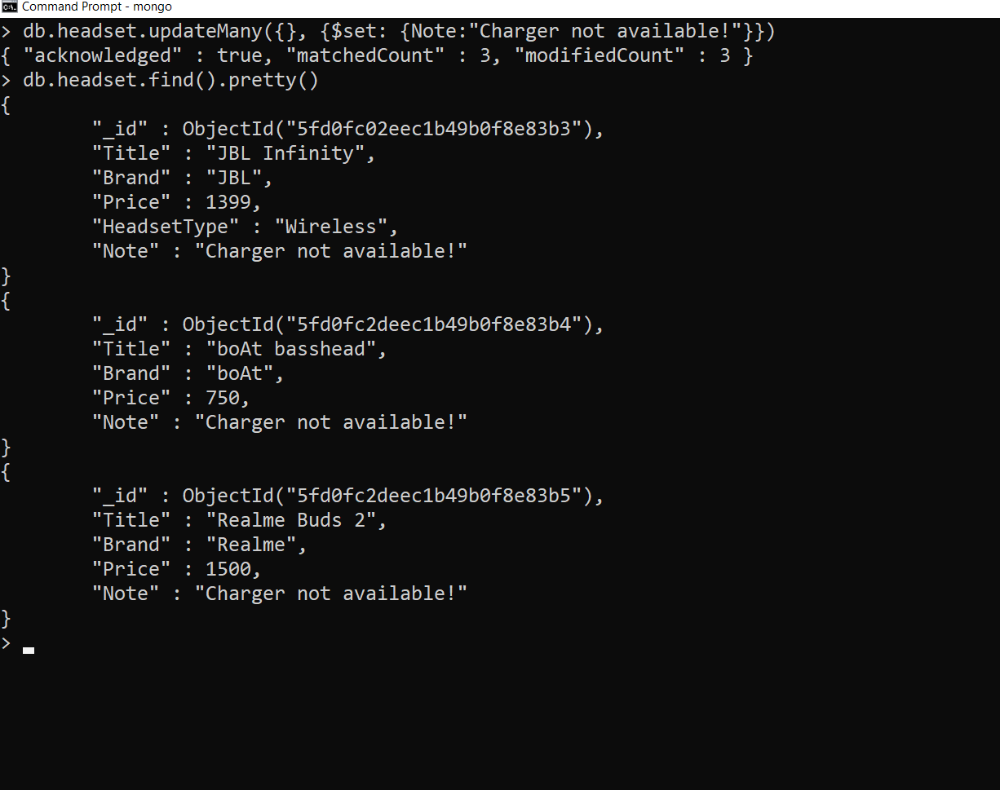 Command Prompt - mongo
> db.headset.updateMany({}, {$set: {Note:"Charger not available!"}})
{ "acknowledged" : true, "matchedCount" : 3, "modifiedCount" : 3 }
> db.headset.find().pretty()
{
"_id" : ObjectId("5fd0fc02eec1b49b0f8e83b3"),
"Title" : "JBL Infinity",
"Brand" : "JBL",
"Price" : 1399,
"HeadsetType" : "Wireless",
"Note" : "Charger not available!"
}
{
"_id" : ObjectId("5fd0fc2deec1b49b0f8e83b4"),
"Title" : "boAt basshead",
"Brand" : "boAt",
"Price" : 750,
"Note" : "Charger not available!"
}
{
"_id" : ObjectId("5fd0fc2deec1b49b0f8e83b5"),
"Title" : "Realme Buds 2",
"Brand" : "Realme",
"Price" : 1500,
"Note" : "Charger not available!"
}
>